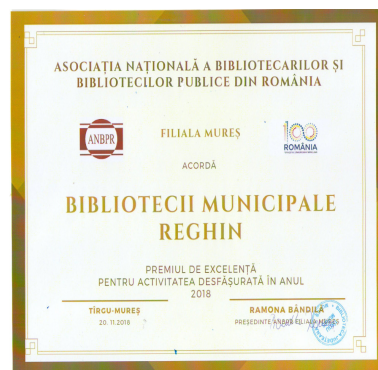 ASOCIAȚIA NAȚIONALĂ A BIBLIOTECARILOR ȘI
BIBLIOTECILOR PUBLICE DIN ROMÂNIA
ANBPR
FILIALA MUREȘ
100
ROMÂNIA
ACORDĂ
BIBLIOTECII MUNICIPALE
REGHIN
PREMIUL DE EXCELENȚĂ
PENTRU ACTIVITATEA DESFĂȘURATĂ ÎN ANUL
2018
TÎRGU-MUREȘ
20. 11.2018
RAMONA BÂNDILĂ
PREȘEDINTE ANBPR FILIALA MUREȘ